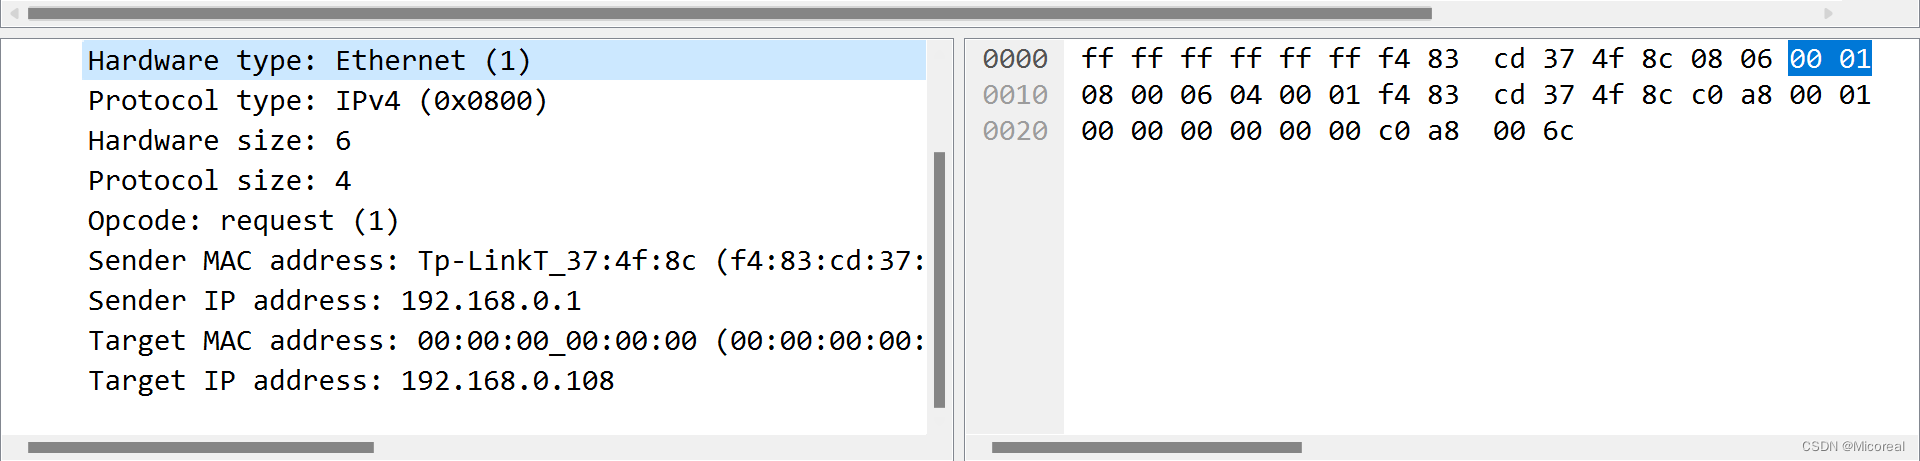 Hardware type: Ethernet (1)
Protocol type: IPv4 (0x0800)
Hardware size: 6
Protocol size: 4
Opcode: request (1)
Sender MAC address: Tp-LinkT_37:4f:8c (f4:83:cd:37:
Sender IP address: 192.168.0.1
Target MAC address: 00:00:00_00:00:00 (00:00:00:00:
Target IP address: 192.168.0.108
0000 ff ff ff ff ff ff f4 83 cd 37 4f 8c 08 06 00 01
0010 08 00 06 04 00 01 f4 83 cd 37 4f 8c c0 a8 00 01
0020 00 00 00 00 00 00 c0 a8 00 6c
CSDN @Micoreal